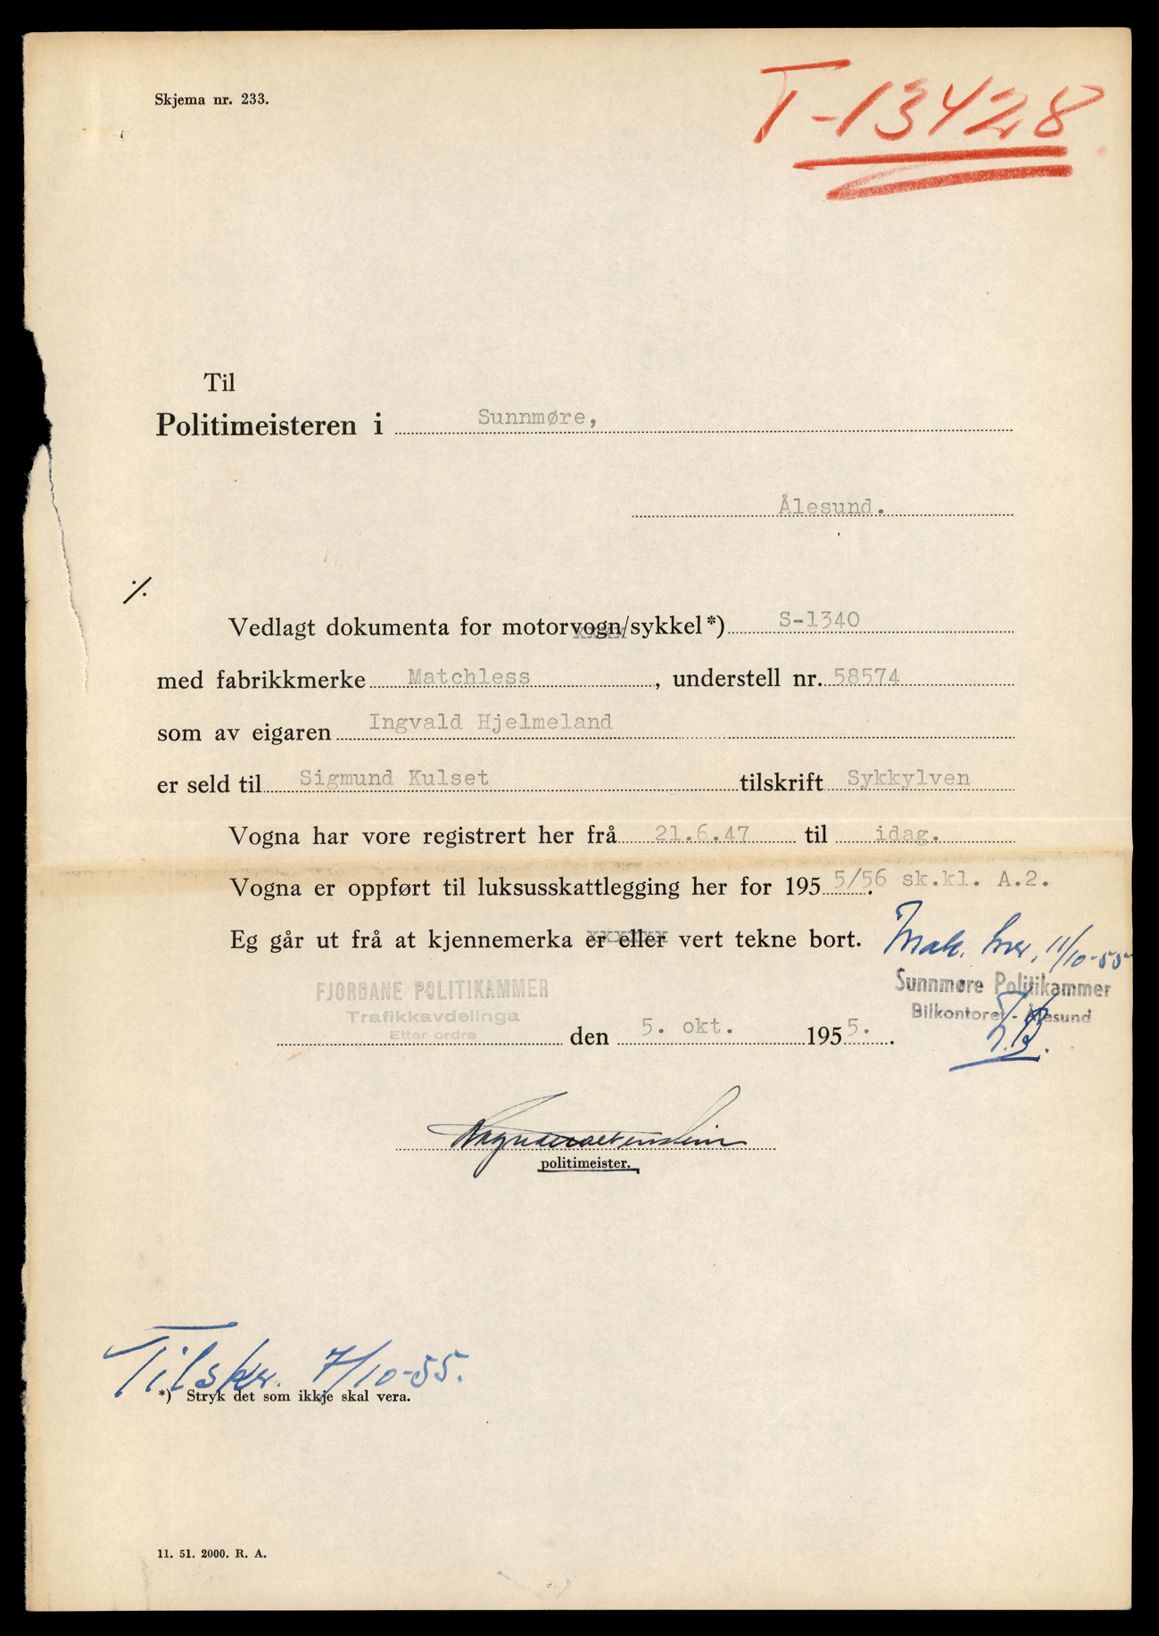 Skjema nr. 233.
T-13428
Til
Politimeisteren i Sunnmøre,
Ålesund.
./.
Vedlagt dokumenta for motorvogn/sykkel *) S-1340
med fabrikkmerke Matchless, understell nr. 58574
som av eigaren Ingvald Hjelmeland
er seld til Sigmund Kulset tilskrift Sykkylven
Vogna har vore registrert her frå 21.6.47 til idag.
Vogna er oppført til luksusskattlegging her for 1955/56. sk.kl. A.2.
Eg går ut frå at kjennemerka er eller vert tekne bort.
11/10-55
Sunnmøre Politikammer
Bilkontoret - Ålesund
FJORDANE POLITIKAMMER
Trafikkavdelinga
Etter ordre
den 5. okt. 1955.
politimeister.
Tilskr. 7/10-55.
*) Stryk det som ikkje skal vera.
11. 51. 2000. R. A.